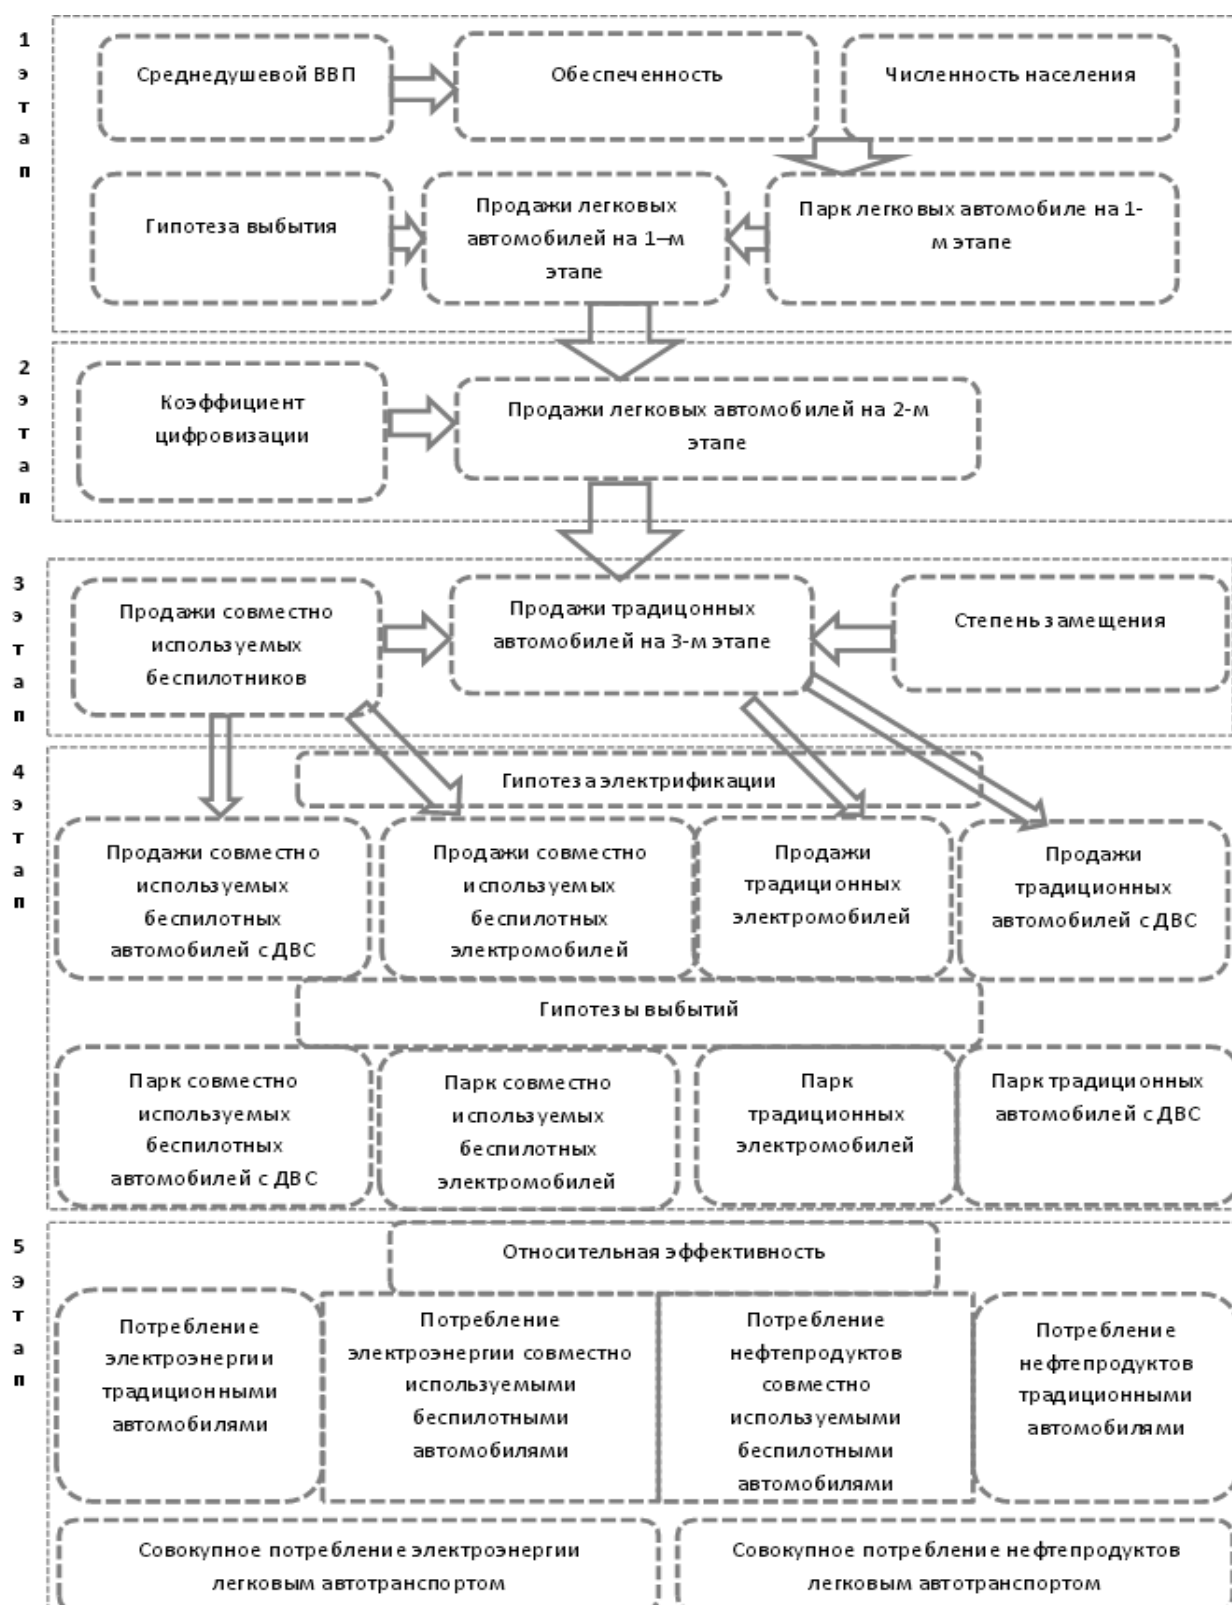 1
э
т
а
п
Среднедушевой ВВП
Обеспеченность
Численность населения
Гипотеза выбытия
Продажи легковых
автомобилей на 1–м
этапе
Парк легковых автомобиле на 1-
м этапе
2
э
т
а
п
Коэффициент
цифровизации
Продажи легковых автомобилей на 2-м
этапе
3
э
т
а
п
Продажи совместно
используемых
беспилотников
Продажи традицонных
автомобилей на 3-м этапе
Степень замещения
4
э
т
а
п
Гипотеза электрификации
Продажи совместно
используемых
беспилотных
автомобилей с ДВС
Продажи совместно
используемых
беспилотных
электромобилей
Продажи
традиционных
электромобилей
Продажи
традиционных
автомобилей с ДВС
Гипотезы выбытий
Парк совместно
используемых
беспилотных
автомобилей с ДВС
Парк совместно
используемых
беспилотных
электромобилей
Парк
традиционных
электромобилей
Парк традиционных
автомобилей с ДВС
5
э
т
а
п
Относительная эффективность
Потребление
электроэнергии
традиционными
автомобилями
Потребление
электроэнергии совместно
используемыми
беспилотными
автомобилями
Потребление
нефтепродуктов
совместно
используемыми
беспилотными
автомобилями
Потребление
нефтепродуктов
традиционными
автомобилями
Совокупное потребление электроэнергии
легковым автотранспортом
Совокупное потребление нефтепродуктов
легковым автотранспортом